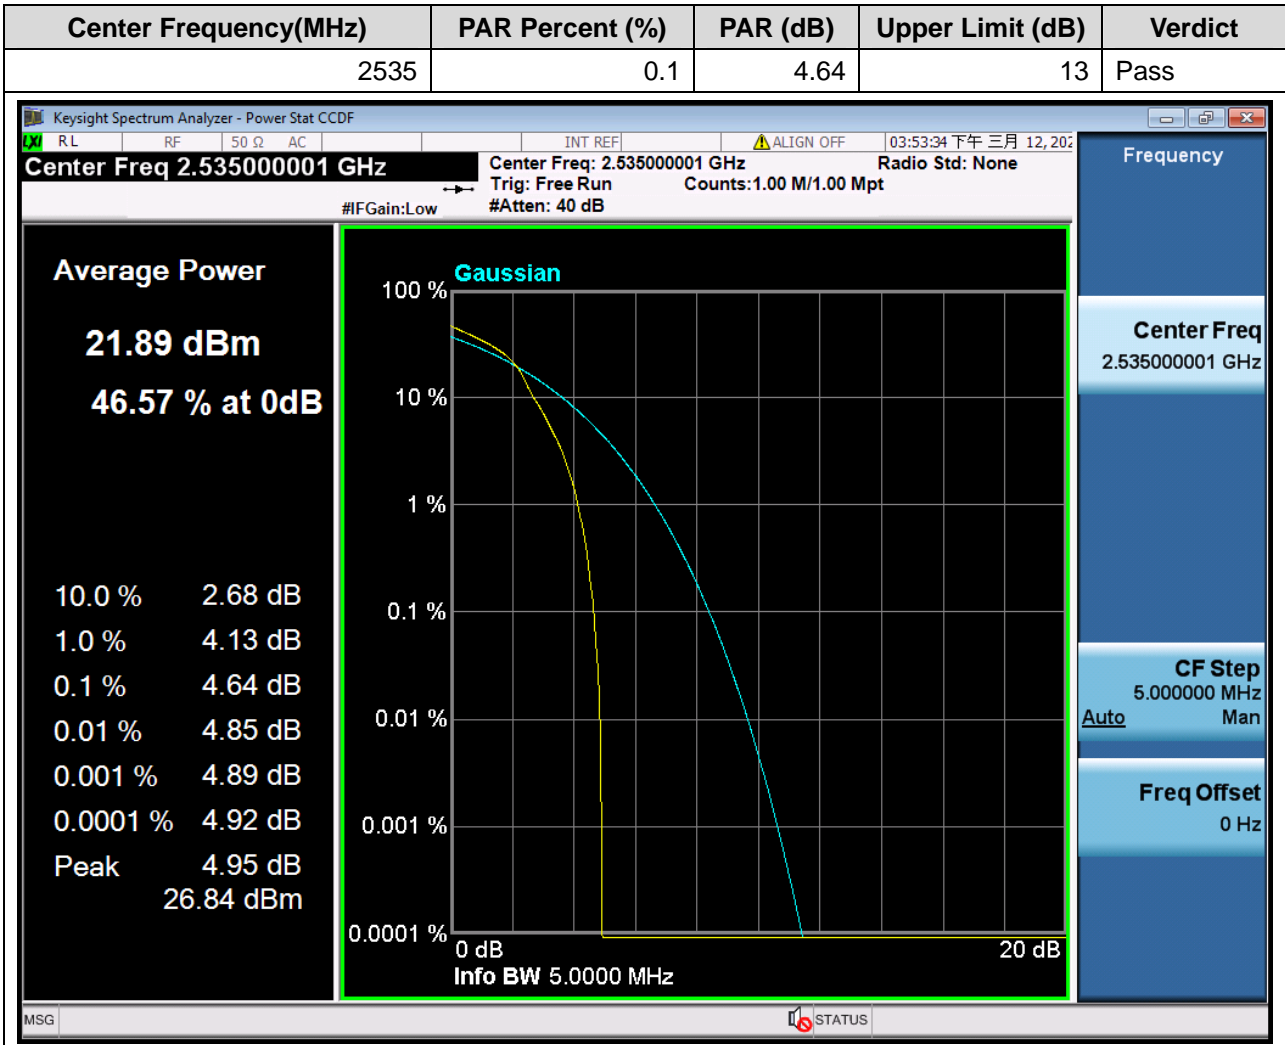 Center Frequency(MHz) PAR Percent (%) PAR (dB) Upper Limit (dB) Verdict
2535 0.1 4.64 13 Pass
Keysight Spectrum Analyzer - Power Stat CCDF
LXI RL RF 50 Ω AC INT REF ALIGN OFF 03:53:34 下午 三月 12, 202
Center Freq 2.535000001 GHz
Center Freq: 2.535000001 GHz Radio Std: None
Trig: Free Run Counts:1.00 M/1.00 Mpt
#IFGain:Low #Atten: 40 dB
Frequency
Average Power
21.89 dBm
46.57 % at 0dB
10.0 % 2.68 dB
1.0 % 4.13 dB
0.1 % 4.64 dB
0.01 % 4.85 dB
0.001 % 4.89 dB
0.0001 % 4.92 dB
Peak 4.95 dB
26.84 dBm
Gaussian
100 %
10 %
1 %
0.1 %
0.01 %
0.001 %
0.0001 %
0 dB 20 dB
Info BW 5.0000 MHz
Center Freq
2.535000001 GHz
CF Step
5.000000 MHz
Auto Man
Freq Offset
0 Hz
MSG STATUS